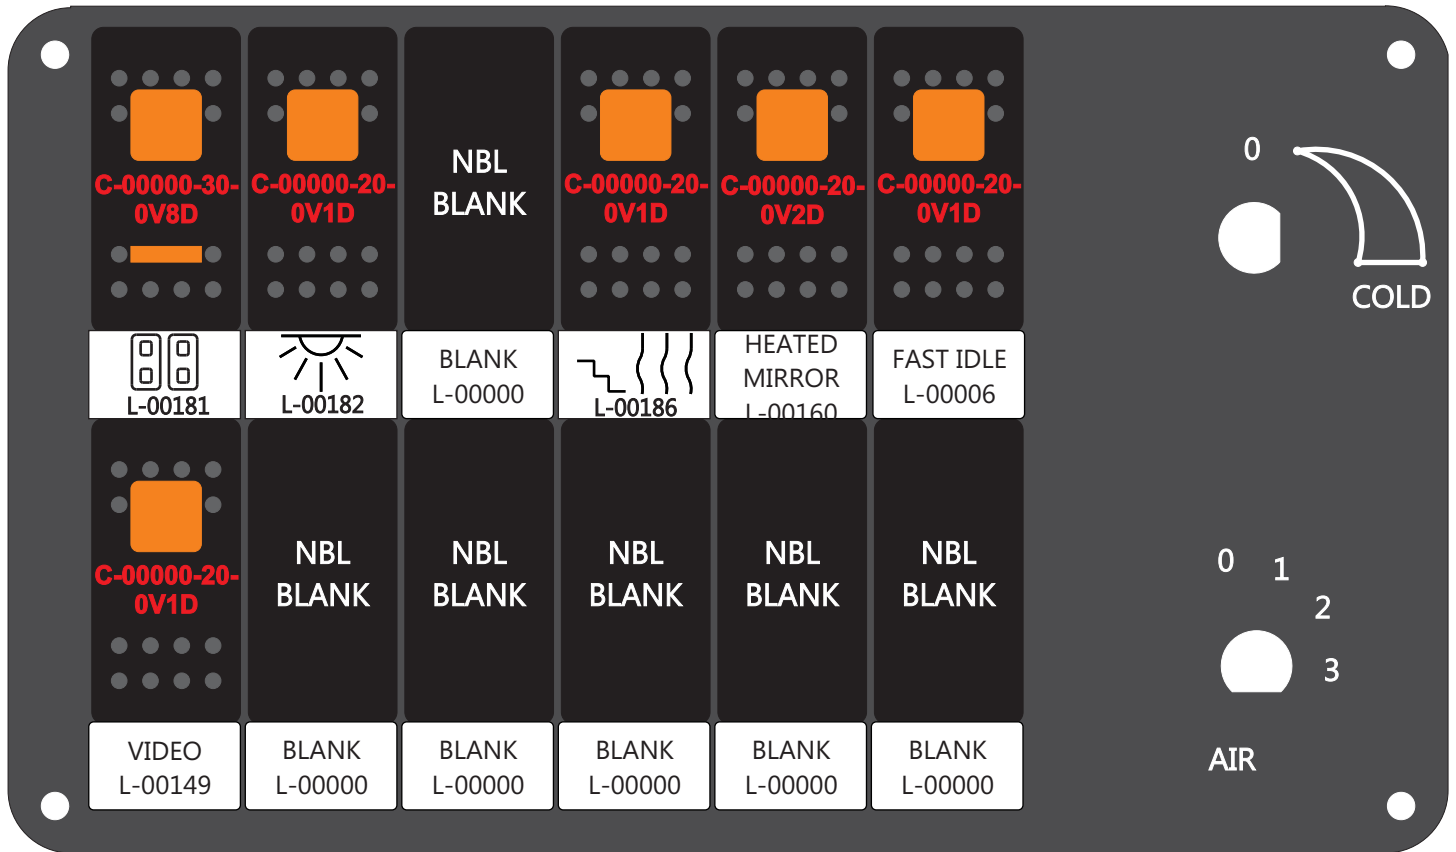 C-00000-30-
0V8D
C-00000-20-
0V1D
NBL
BLANK
C-00000-20-
0V1D
C-00000-20-
0V2D
C-00000-20-
0V1D
0
COLD
L-00181
L-00182
BLANK
L-00000
L-00186
HEATED
MIRROR
L-00160
FAST IDLE
L-00006
C-00000-20-
0V1D
NBL
BLANK
NBL
BLANK
NBL
BLANK
NBL
BLANK
NBL
BLANK
0
1
2
3
VIDEO
L-00149
BLANK
L-00000
BLANK
L-00000
BLANK
L-00000
BLANK
L-00000
BLANK
L-00000
AIR